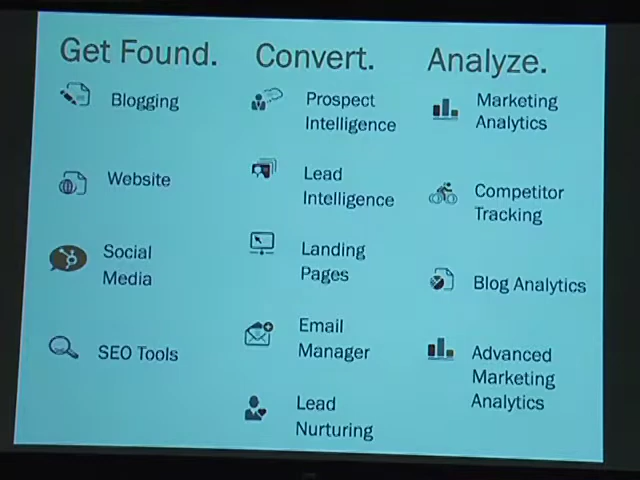 Get Found.
Blogging
Website
Social
Media
SEO Tools
Convert.
Prospect
Intelligence
Lead
Intelligence
Landing
Pages
Email
Manager
Lead
Nurturing
Analyze.
Marketing
Analytics
Competitor
Tracking
Blog Analytics
Advanced
Marketing
Analytics